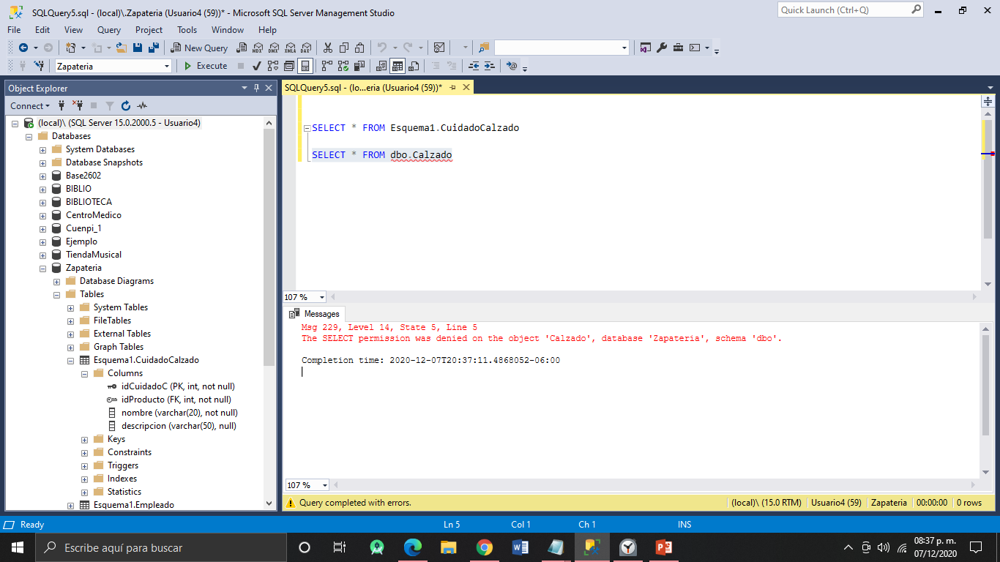 SQLQuery5.sql - (local)\.Zapateria (Usuario4 (59))* - Microsoft SQL Server Management Studio
Quick Launch (Ctrl+Q)
File Edit View Query Project Tools Window Help
New Query
MDX DMX XMLA DAX
Zapateria
Execute
Object Explorer
SQLQuery5.sql - (lo...eria (Usuario4 (59))*
Connect
(local)\ (SQL Server 15.0.2000.5 - Usuario4)
Databases
System Databases
Database Snapshots
Base2602
BIBLIO
BIBLIOTECA
CentroMedico
Cuenpi_1
Ejemplo
TiendaMusical
Zapateria
Database Diagrams
Tables
System Tables
FileTables
External Tables
Graph Tables
Esquema1.CuidadoCalzado
Columns
idCuidadoC (PK, int, not null)
idProducto (FK, int, not null)
nombre (varchar(20), not null)
descripcion (varchar(50), null)
Keys
Constraints
Triggers
Indexes
Statistics
Esquema1.Empleado
SELECT * FROM Esquema1.CuidadoCalzado
SELECT * FROM dbo.Calzado
107 %
Messages
Msg 229, Level 14, State 5, Line 5
The SELECT permission was denied on the object 'Calzado', database 'Zapateria', schema 'dbo'.
Completion time: 2020-12-07T20:37:11.4868052-06:00
107 %
Query completed with errors.
(local)\ (15.0 RTM) Usuario4 (59) Zapateria 00:00:00 0 rows
Ready
Ln 5 Col 1 Ch 1 INS
Escribe aquí para buscar
08:37 p. m.
07/12/2020